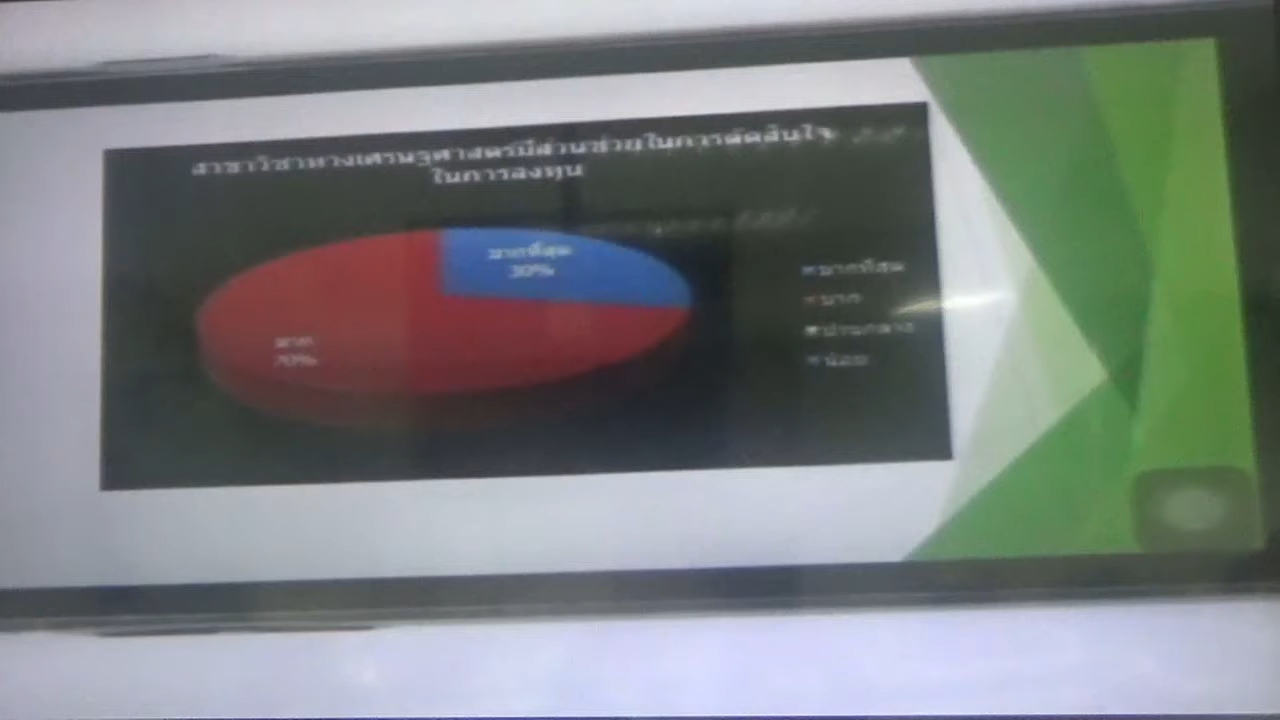 สาขาวิชาทางเศรษฐศาสตร์มีส่วนช่วยในการตัดสินใจ
ในการลงทุน
มากที่สุด
30%
มาก
70%
มากที่สุด
มาก
ปานกลาง
น้อย